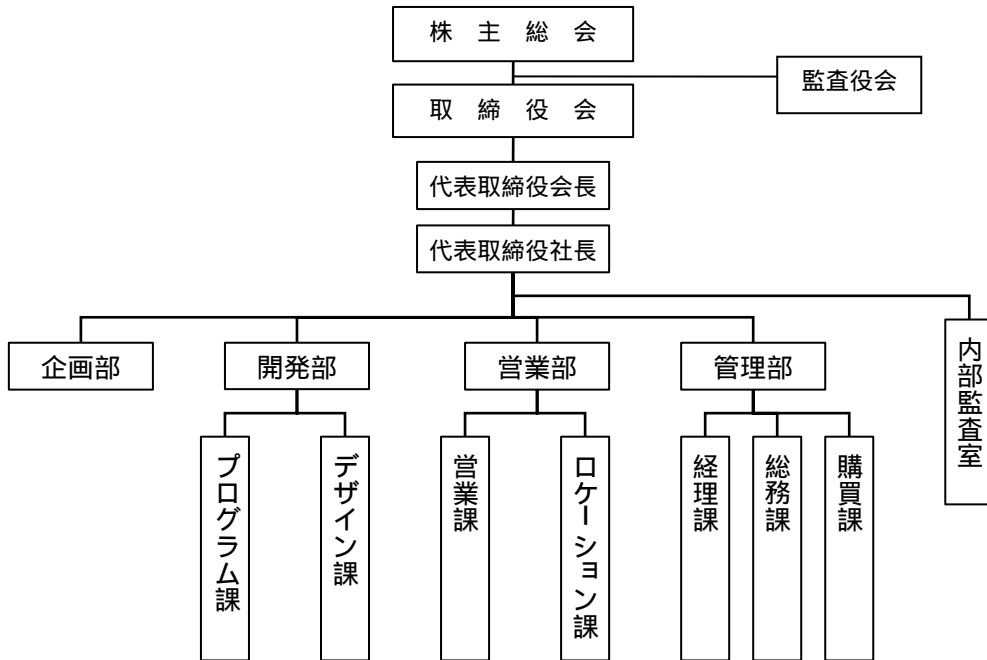 株　主　総　会
監査役会
取　締　役　会
代表取締役会長
代表取締役社長
企画部
開発部
営業部
管理部
内部監査室
プログラム課
デザイン課
営業課
ロケーション課
経理課
総務課
購買課